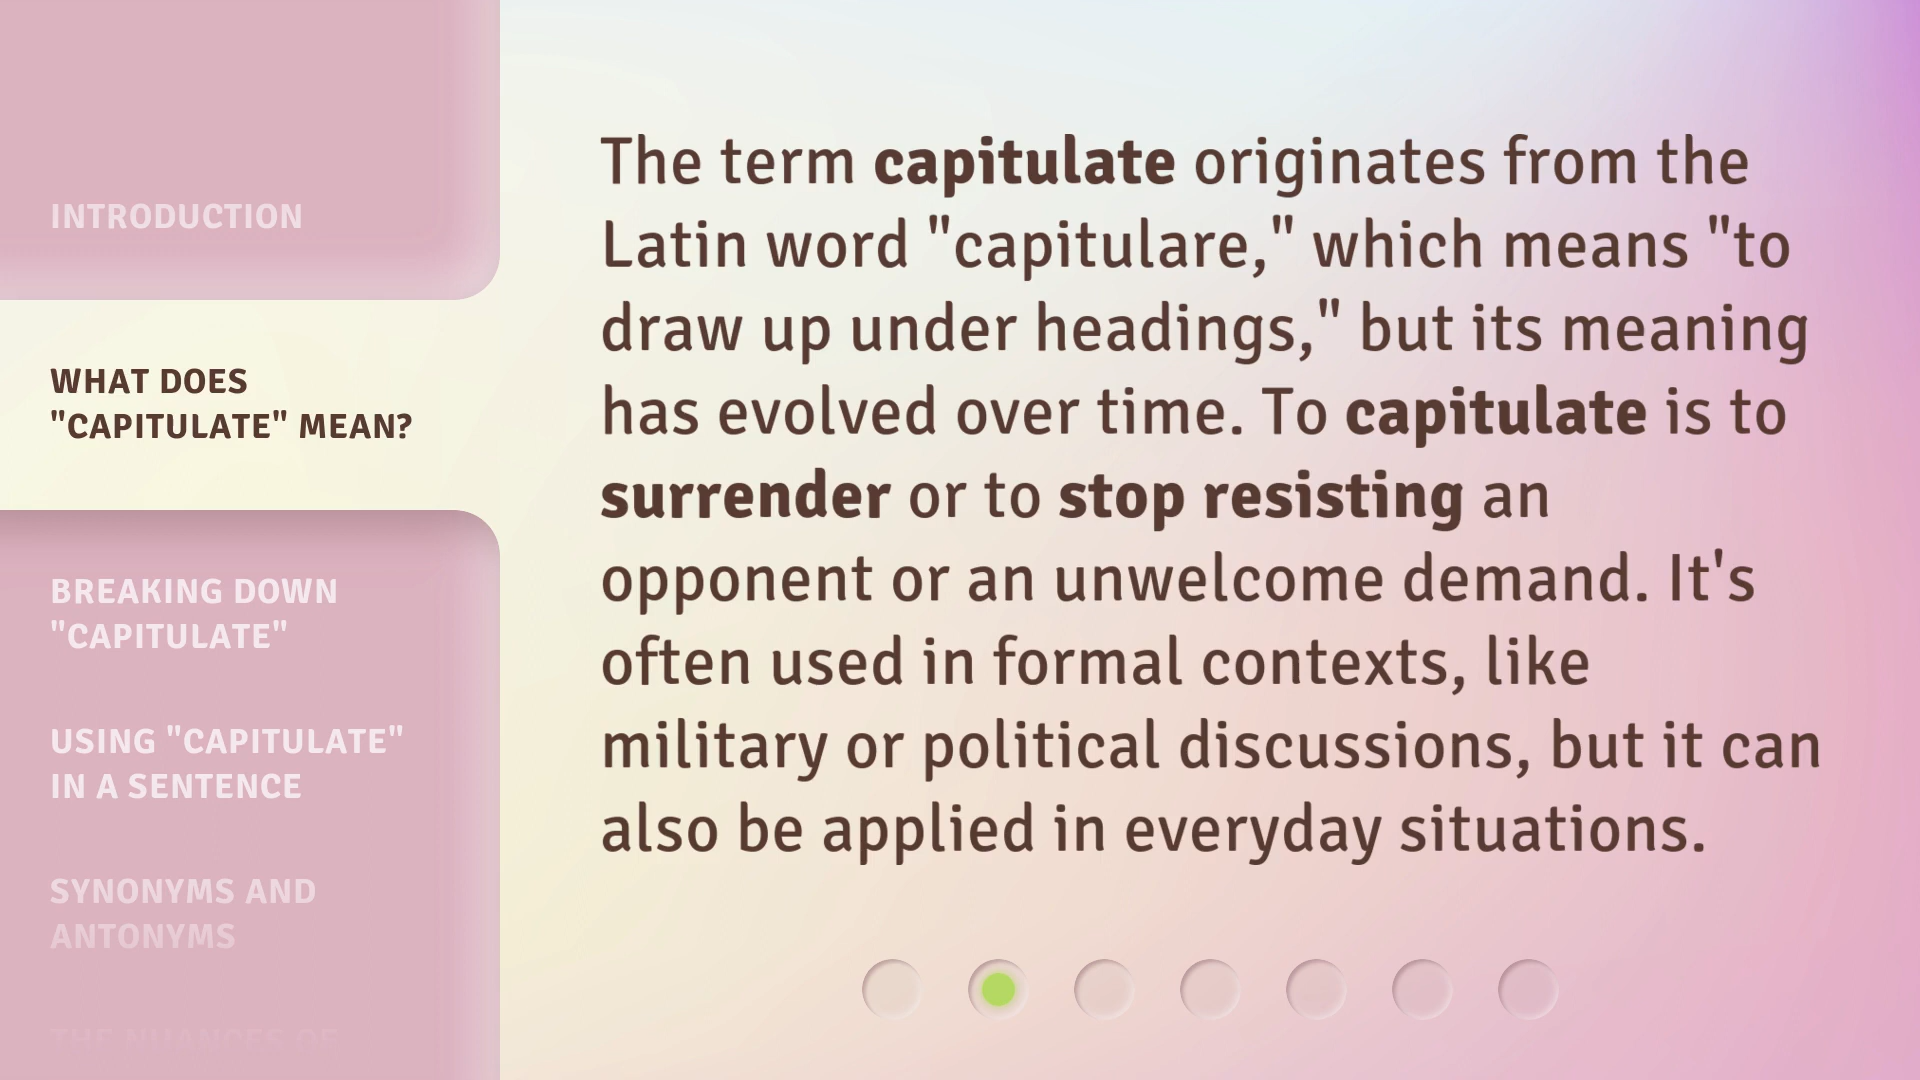 INTRODUCTION
WHAT DOES
"CAPITULATE" MEAN?
BREAKING DOWN
"CAPITULATE"
USING "CAPITULATE"
IN A SENTENCE
SYNONYMS AND
ANTONYMS
THE NUANCES OF
The term capitulate originates from the
Latin word "capitulare," which means "to
draw up under headings," but its meaning
has evolved over time. To capitulate is to
surrender or to stop resisting an
opponent or an unwelcome demand. It's
often used in formal contexts, like
military or political discussions, but it can
also be applied in everyday situations.